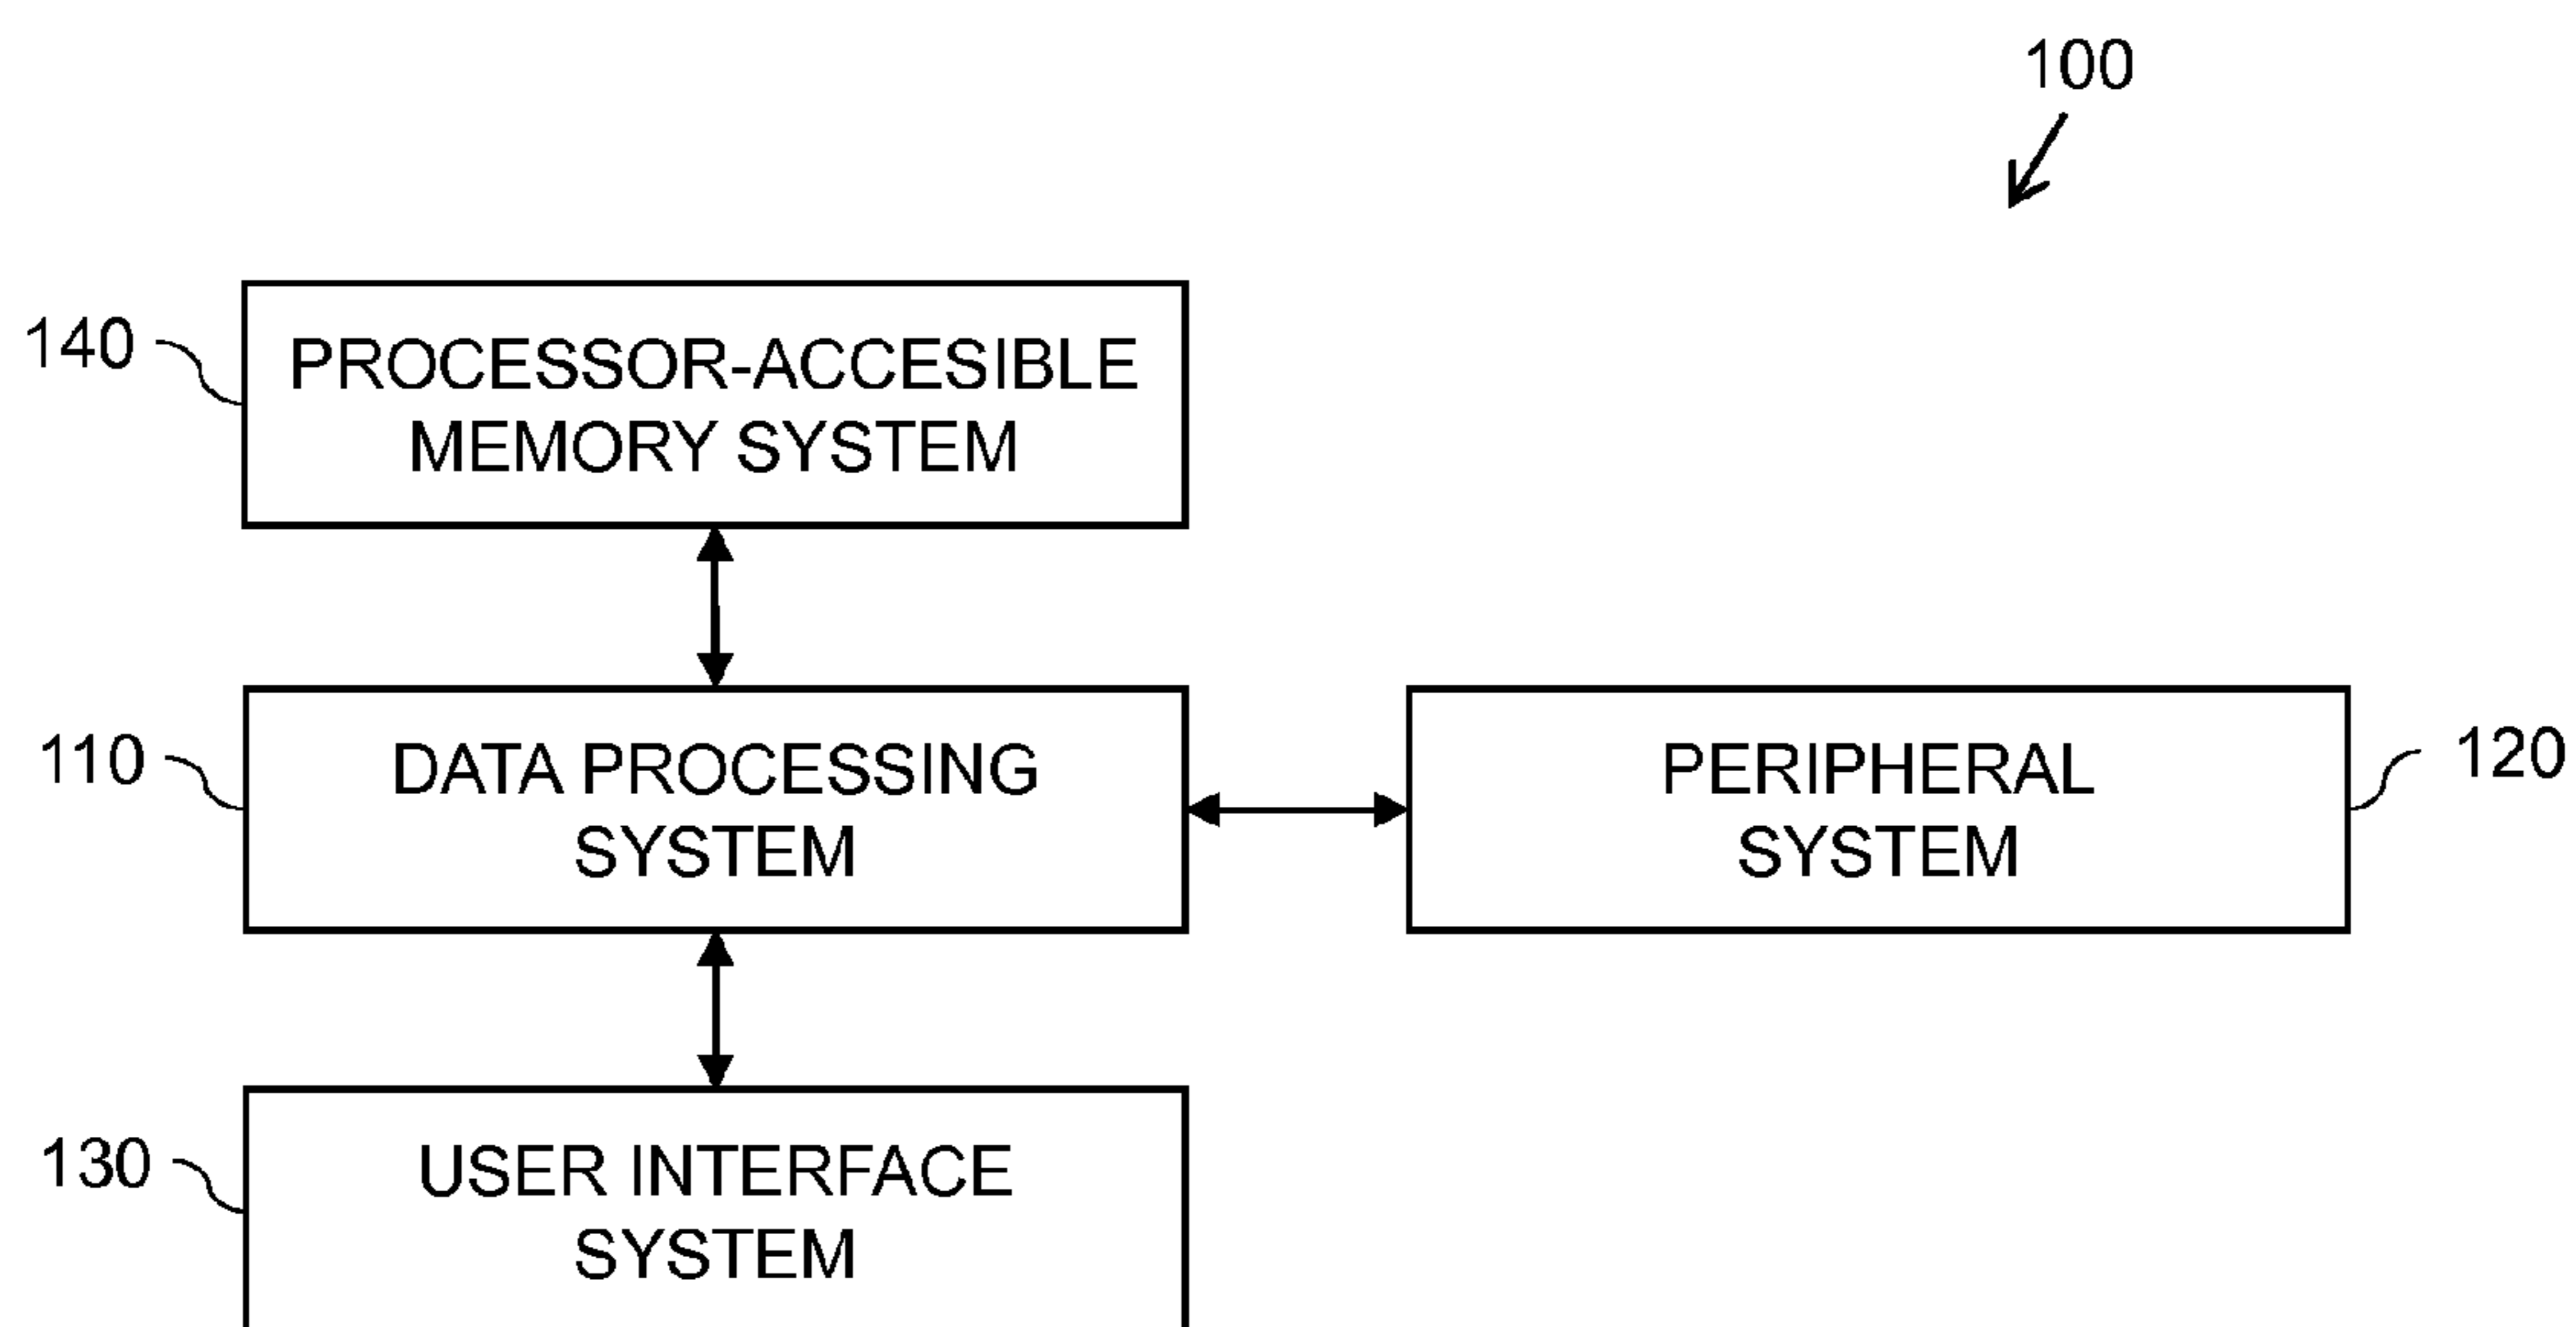 100
140
PROCESSOR-ACCESIBLE
MEMORY SYSTEM
110
DATA PROCESSING
SYSTEM
PERIPHERAL
SYSTEM
120
130
USER INTERFACE
SYSTEM